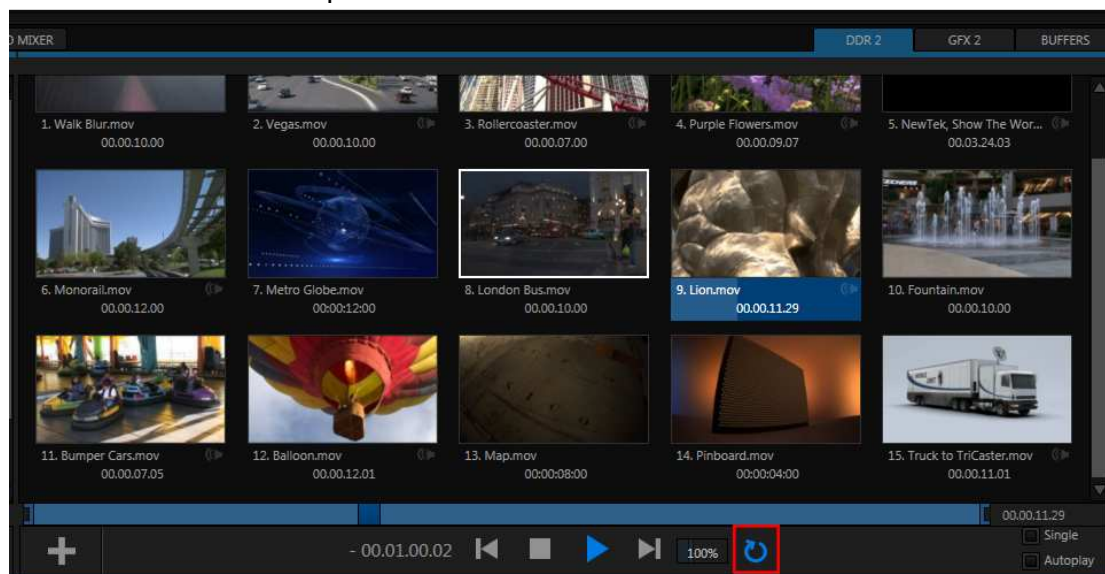 D MIXER DDR 2 GFX 2 BUFFERS
1. Walk Blur.mov 2. Vegas.mov 3. Rollercoaster.mov 4. Purple Flowers.mov 5. NewTek, Show The Wor...
00.00.10.00 00.00.10.00 00.00.07.00 00.00.09.07 00.03.24.03
6. Monorail.mov 7. Metro Globe.mov 8. London Bus.mov 9. Lion.mov 10. Fountain.mov
00.00.12.00 00:00:12:00 00.00.10.00 00.00.11.29 00.00.10.00
11. Bumper Cars.mov 12. Balloon.mov 13. Map.mov 14. Pinboard.mov 15. Truck to TriCaster.mov
00.00.07.05 00.00.12.01 00:00:08:00 00:00:04:00 00.00.11.01
00.00.11.29
Single
- 00.01.00.02 100%
Autoplay